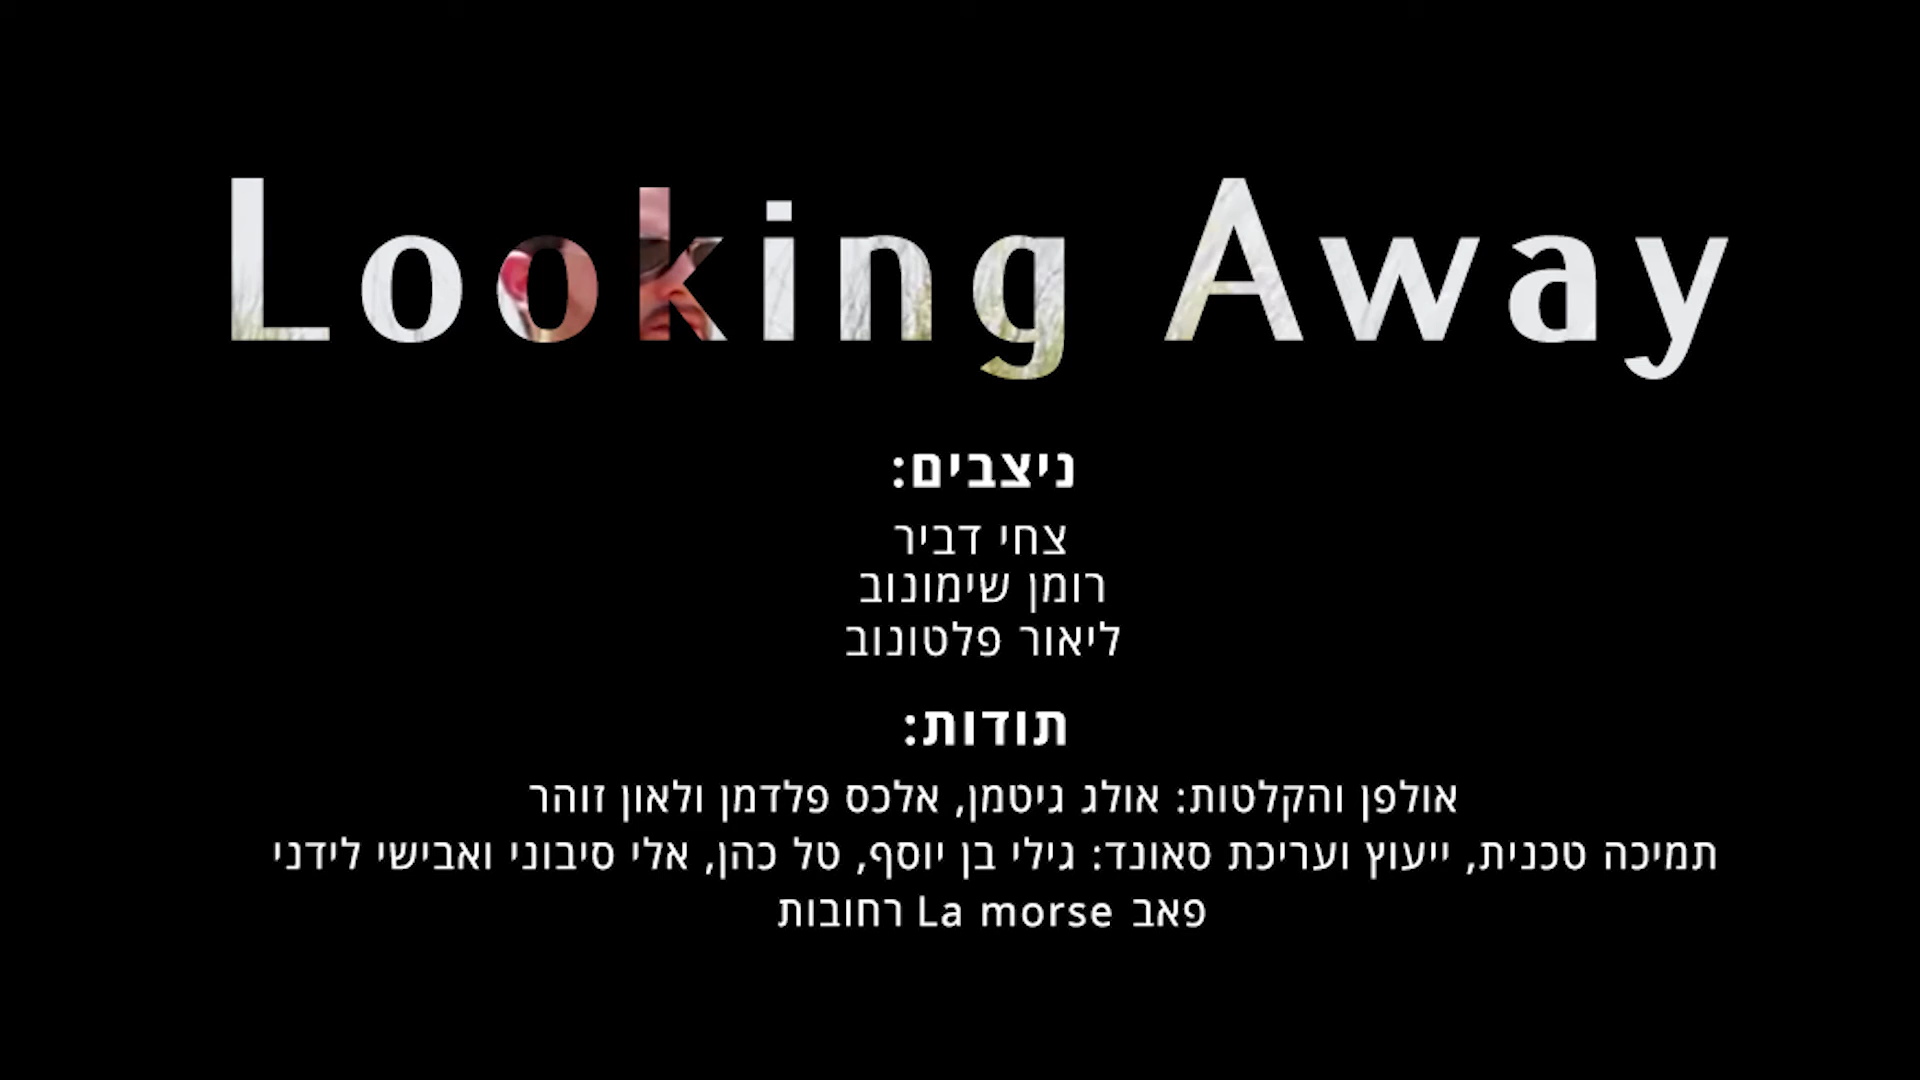 Looking Away
ניצבים:
צחי דביר
רומן שימונוב
ליאור פלטונוב
תודות:
אולפן והקלטות: אולג גיטמן, אלכס פלדמן ולאון זוהר
תמיכה טכנית, ייעוץ ועריכת סאונד: גילי בן יוסף, טל כהן, אלי סיבוני ואבישי לידני
פאב La morse רחובות